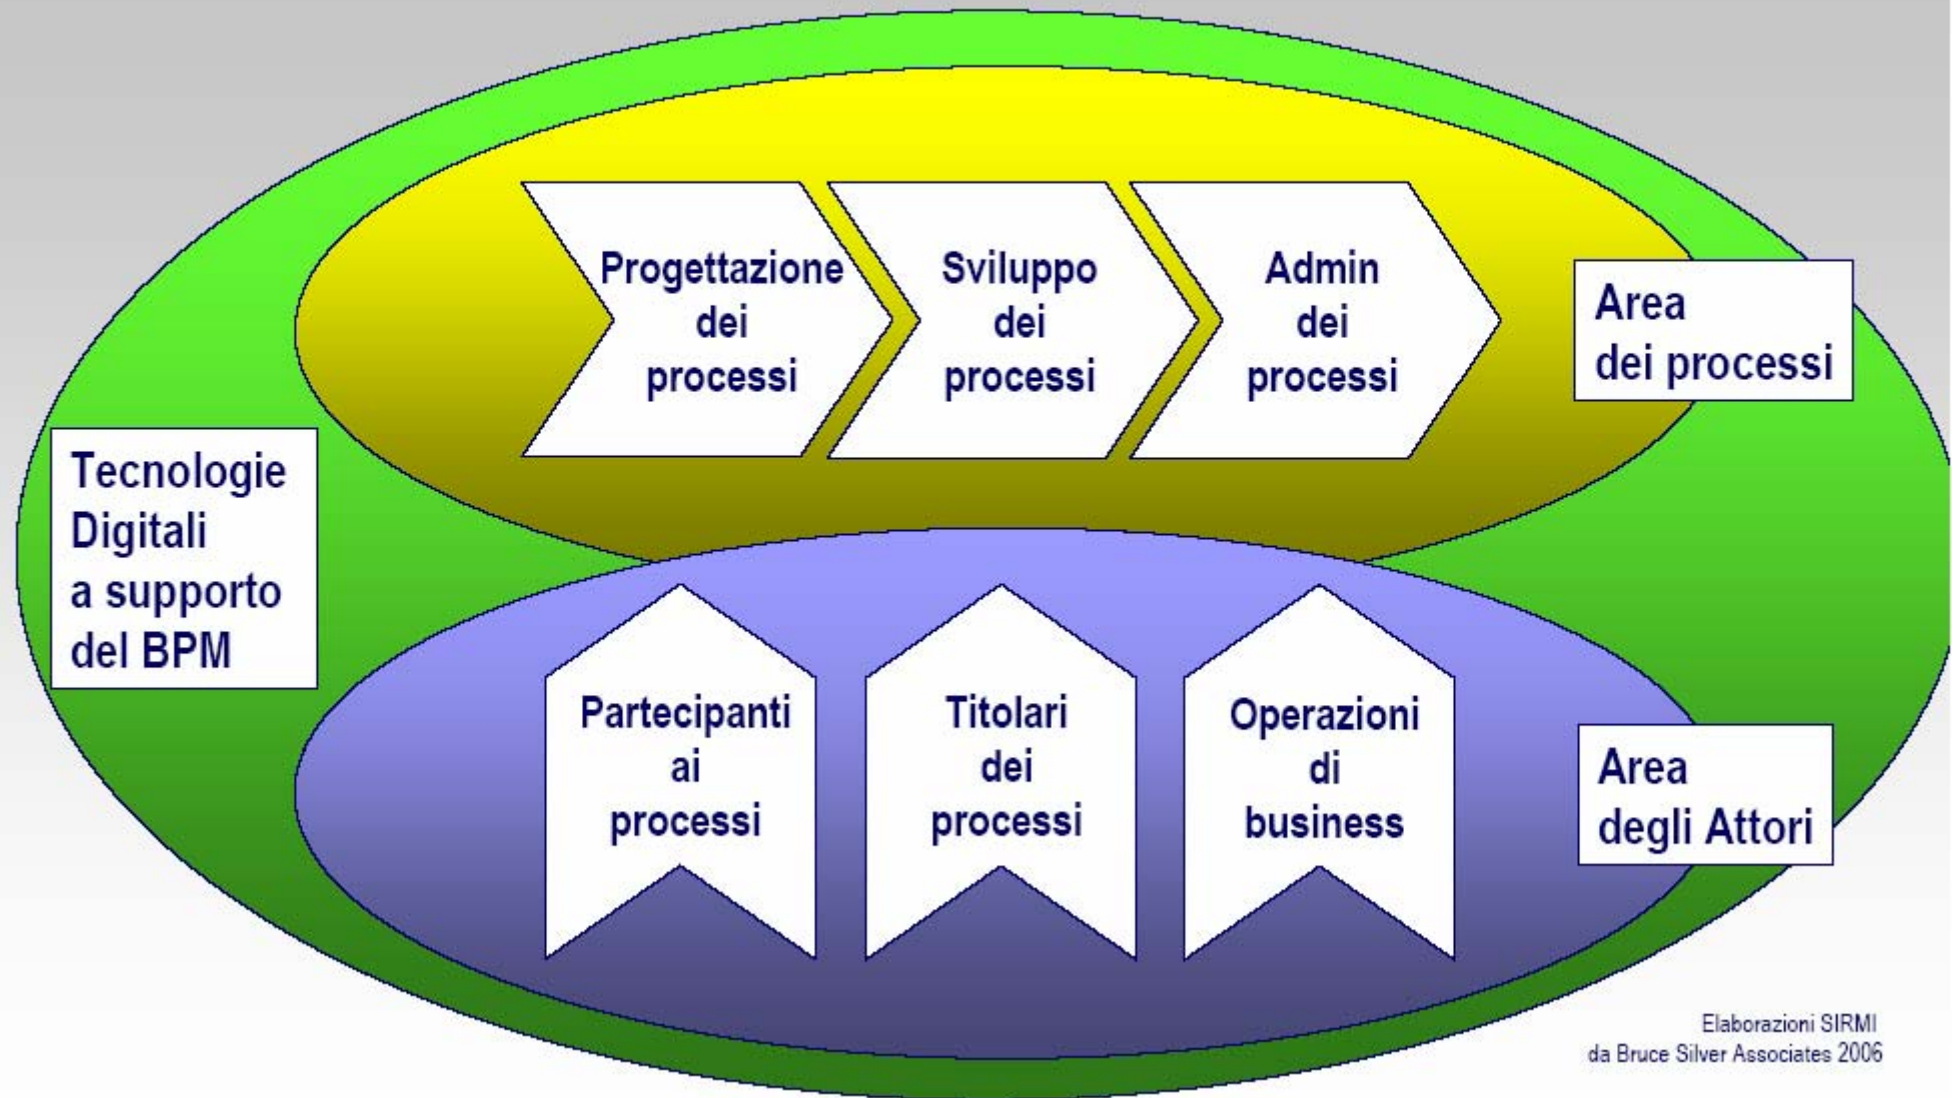 Progettazione
dei
processi
Sviluppo
dei
processi
Admin
dei
processi
Area
dei processi
Tecnologie
Digitali
a supporto
del BPM
Partecipanti
ai
processi
Titolari
dei
processi
Operazioni
di
business
Area
degli Attori
Elaborazioni SIRMI
da Bruce Silver Associates 2006